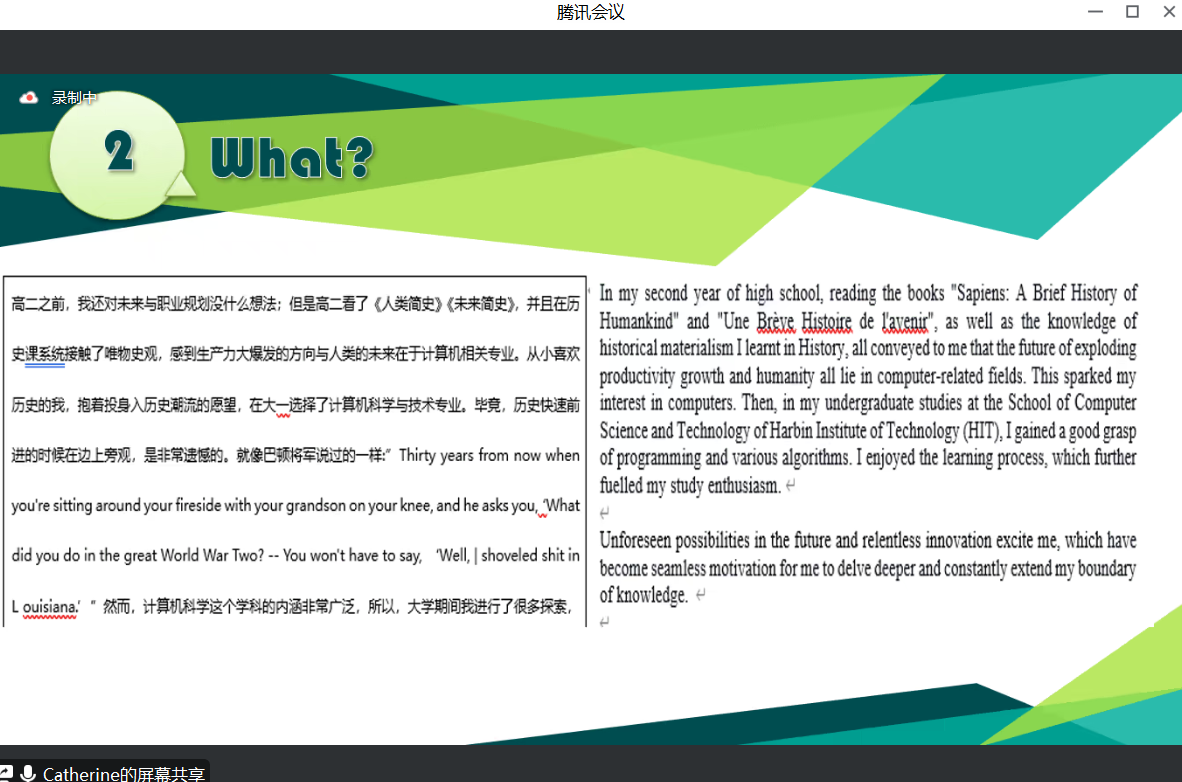 腾讯会议
录制中
2
What?
高二之前，我还对未来与职业规划没什么想法；但是高二看了《人类简史》《未来简史》，并且在历
史课系统接触了唯物史观，感到生产力大爆发的方向与人类的未来在于计算机相关专业。从小喜欢
历史的我，抱着投身入历史潮流的愿望，在大一选择了计算机科学与技术专业。毕竟，历史快速前
进的时候在边上旁观，是非常遗憾的。就像巴顿将军说过的一样:”Thirty years from now when
you're sitting around your fireside with your grandson on your knee, and he asks you, ‘What
did you do in the great World War Two? -- You won't have to say, ‘Well, | shoveled shit in
L ouisiana.’ ” 然而，计算机科学这个学科的内涵非常广泛，所以，大学期间我进行了很多探索，
In my second year of high school, reading the books "Sapiens: A Brief History of
Humankind" and "Une Brève Histoire de l'avenir", as well as the knowledge of
historical materialism I learnt in History, all conveyed to me that the future of exploding
productivity growth and humanity all lie in computer-related fields. This sparked my
interest in computers. Then, in my undergraduate studies at the School of Computer
Science and Technology of Harbin Institute of Technology (HIT), I gained a good grasp
of programming and various algorithms. I enjoyed the learning process, which further
fuelled my study enthusiasm.
Unforeseen possibilities in the future and relentless innovation excite me, which have
become seamless motivation for me to delve deeper and constantly extend my boundary
of knowledge.
Catherine的屏幕共享